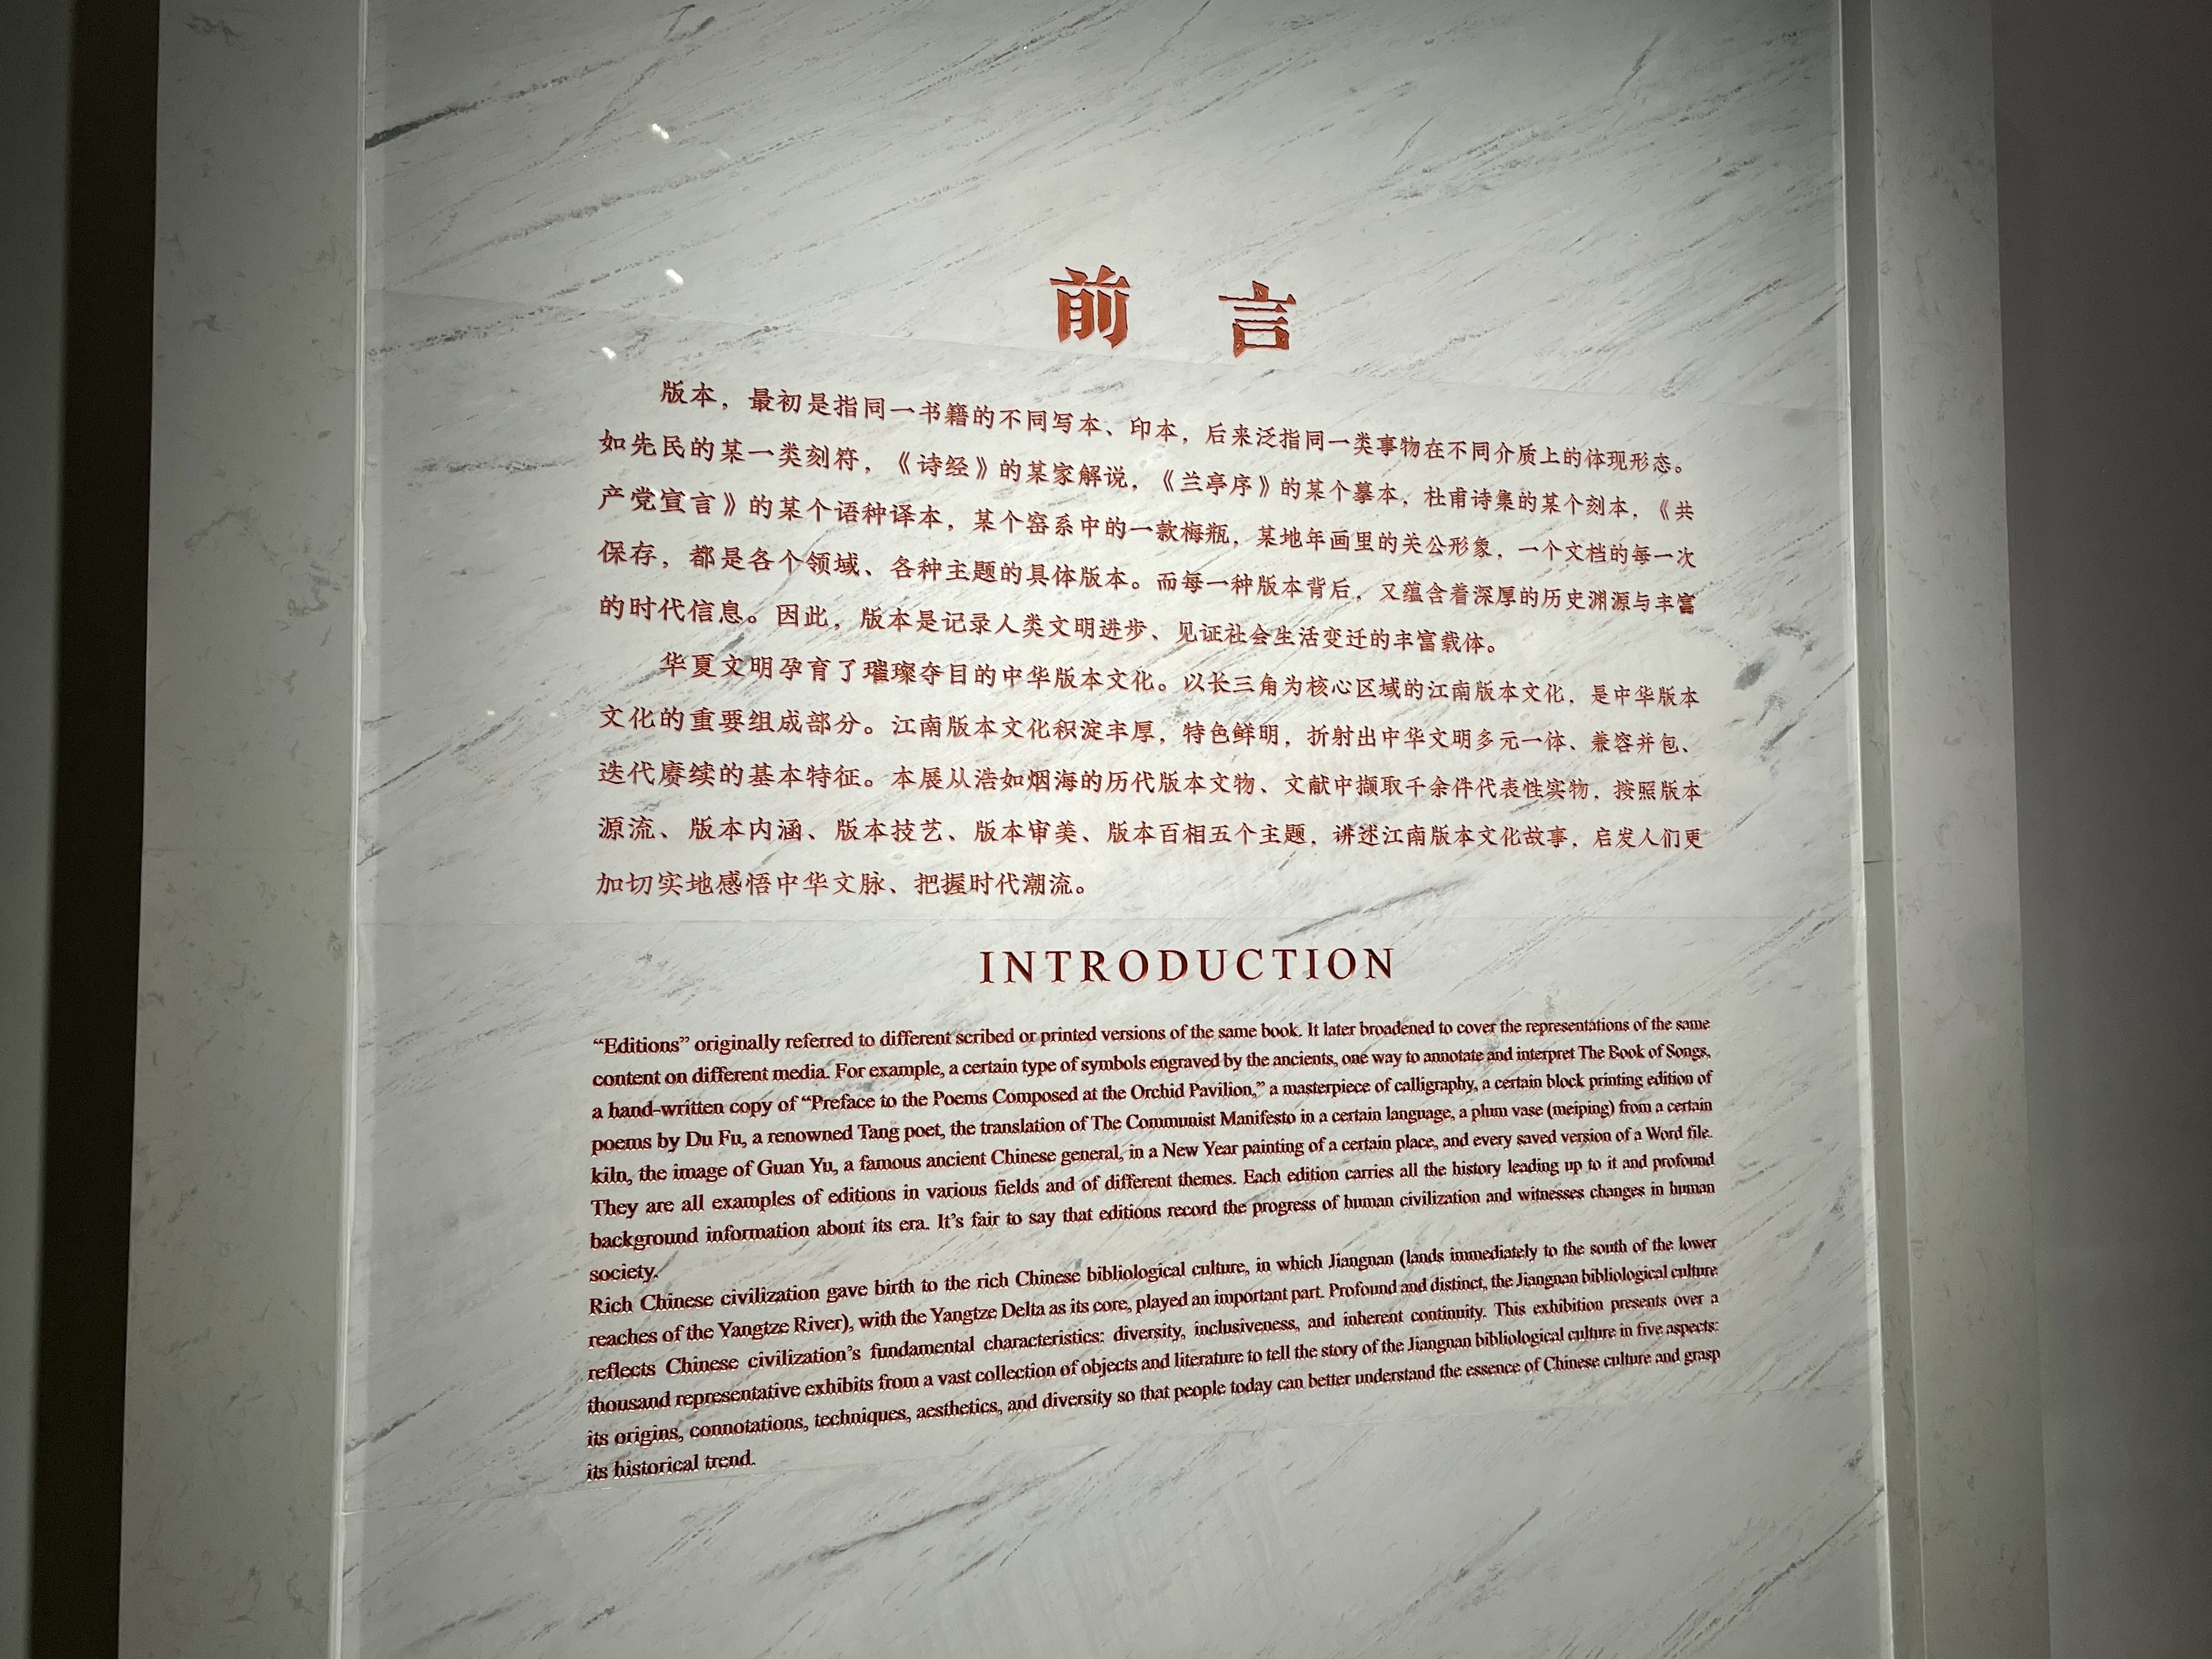 前 言
版本，最初是指同一书籍的不同写本、印本，后来泛指同一类事物在不同介质上的体现形态。
如先民的某一类刻符，《诗经》的某家解说，《兰亭序》的某个摹本，杜甫诗集的某个刻本，《共
产党宣言》的某个语种译本，某个窑系中的一款梅瓶，某地年画里的关公形象，一个文档的每一次
保存，都是各个领域、各种主题的具体版本。而每一种版本背后，又蕴含着深厚的历史渊源与丰富
的时代信息。因此，版本是记录人类文明进步、见证社会生活变迁的丰富载体。
华夏文明孕育了璀璨夺目的中华版本文化。以长三角为核心区域的江南版本文化，是中华版本
文化的重要组成部分。江南版本文化积淀丰厚，特色鲜明，折射出中华文明多元一体、兼容并包、
迭代赓续的基本特征。本展从浩如烟海的历代版本文物、文献中撷取千余件代表性实物，按照版本
源流、版本内涵、版本技艺、版本审美、版本百相五个主题，讲述江南版本文化故事，启发人们更
加切实地感悟中华文脉、把握时代潮流。
INTRODUCTION
“Editions” originally referred to different scribed or printed versions of the same book. It later broadened to cover the representations of the same
content on different media. For example, a certain type of symbols engraved by the ancients, one way to annotate and interpret The Book of Songs,
a hand-written copy of “Preface to the Poems Composed at the Orchid Pavilion,” a masterpiece of calligraphy, a certain block printing edition of
poems by Du Fu, a renowned Tang poet, the translation of The Communist Manifesto in a certain language, a plum vase (meiping) from a certain
kiln, the image of Guan Yu, a famous ancient Chinese general, in a New Year painting of a certain place, and every saved version of a Word file.
They are all examples of editions in various fields and of different themes. Each edition carries all the history leading up to it and profound
background information about its era. It’s fair to say that editions record the progress of human civilization and witnesses changes in human
society.
Rich Chinese civilization gave birth to the rich Chinese bibliological culture, in which Jiangnan (lands immediately to the south of the lower
reaches of the Yangtze River), with the Yangtze Delta as its core, played an important part. Profound and distinct, the Jiangnan bibliological culture
reflects Chinese civilization’s fundamental characteristics: diversity, inclusiveness, and inherent continuity. This exhibition presents over a
thousand representative exhibits from a vast collection of objects and literature to tell the story of the Jiangnan bibliological culture in five aspects:
its origins, connotations, techniques, aesthetics, and diversity so that people today can better understand the essence of Chinese culture and grasp
its historical trend.